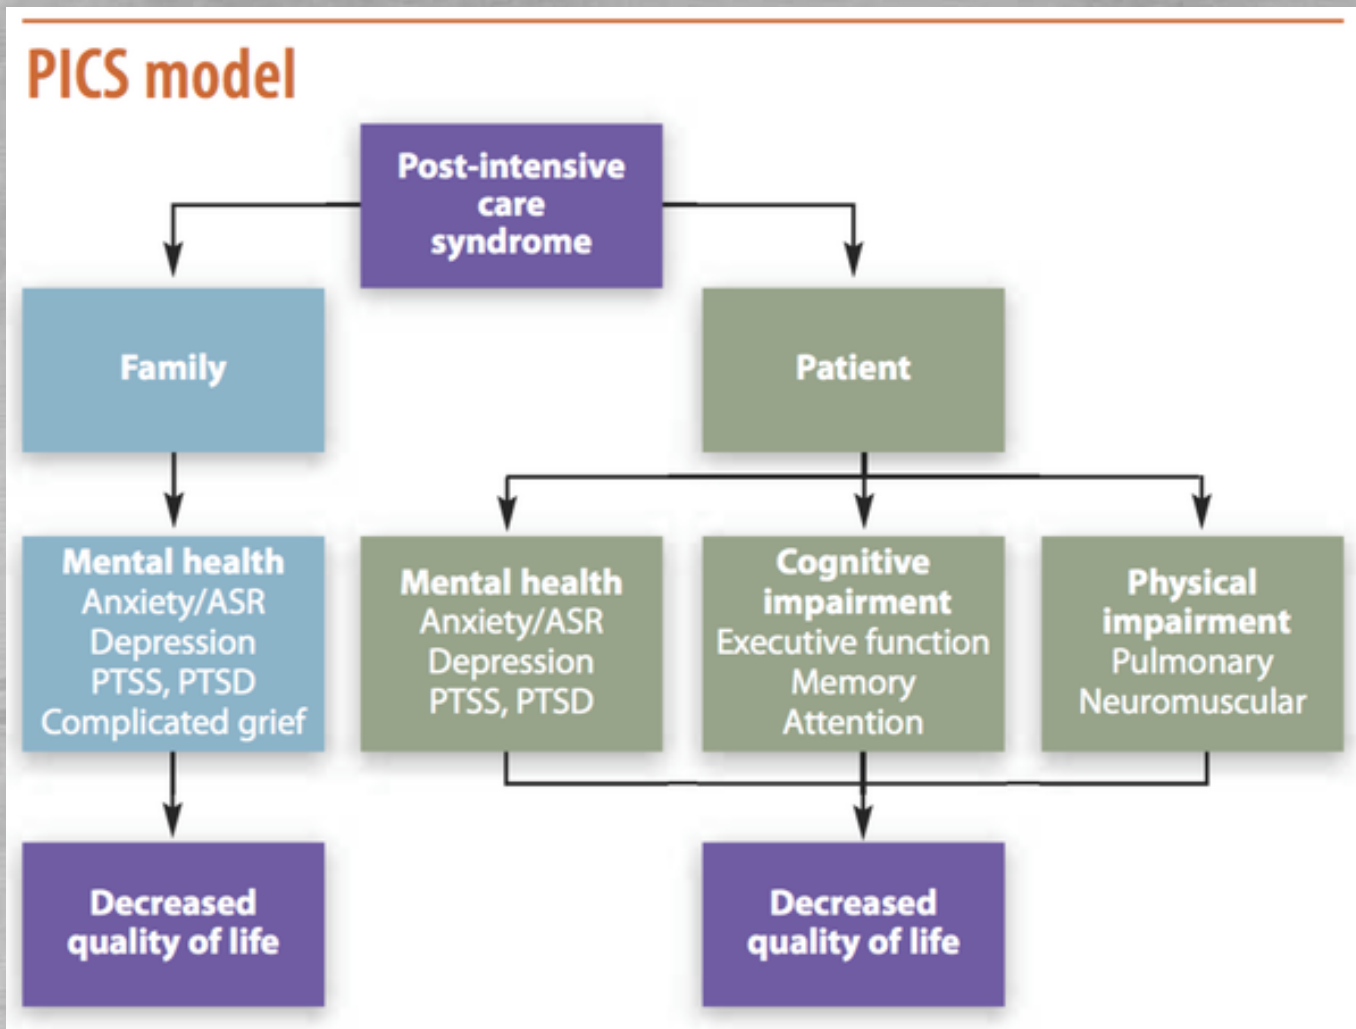 PICS model
Post-intensive
care
syndrome
Family
Patient
Mental health
Anxiety/ASR
Depression
PTSS, PTSD
Complicated grief
Mental health
Anxiety/ASR
Depression
PTSS, PTSD
Cognitive
impairment
Executive function
Memory
Attention
Physical
impairment
Pulmonary
Neuromuscular
Decreased
quality of life
Decreased
quality of life